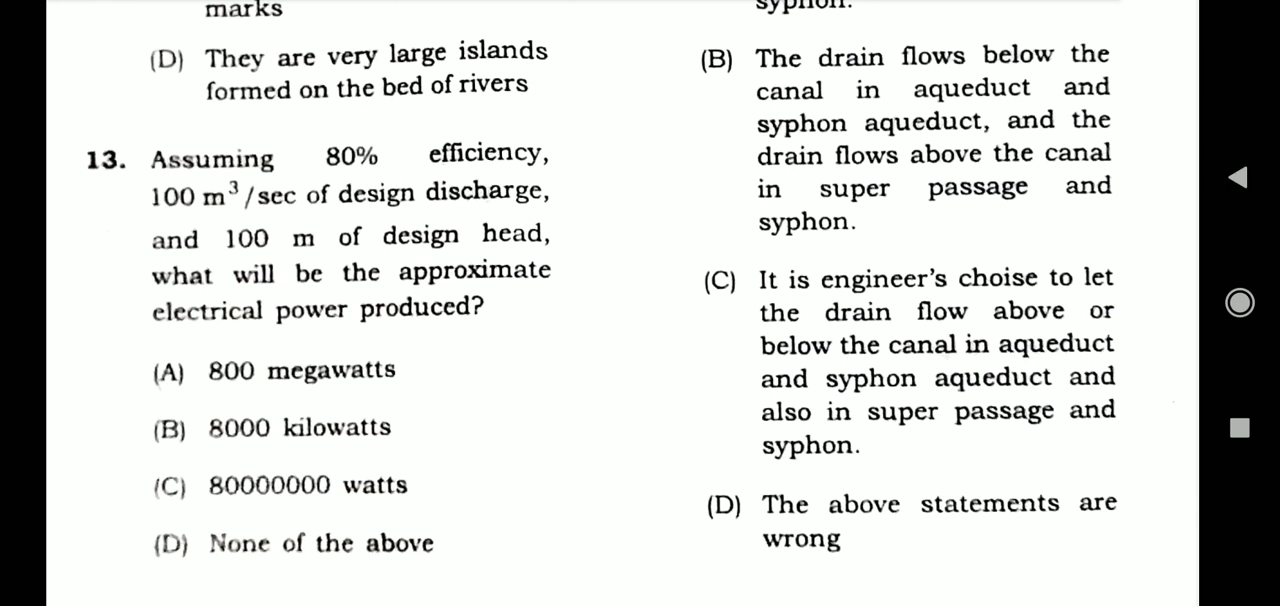 marks
(D) They are very large islands
formed on the bed of rivers
13. Assuming 80% efficiency,
100 m³/sec of design discharge,
and 100 m of design head,
what will be the approximate
electrical power produced?
(A) 800 megawatts
(B) 8000 kilowatts
(C) 80000000 watts
(D) None of the above
syphon.
(B) The drain flows below the
canal in aqueduct and
syphon aqueduct, and the
drain flows above the canal
in super passage and
syphon.
(C) It is engineer's choise to let
the drain flow above or
below the canal in aqueduct
and syphon aqueduct and
also in super passage and
syphon.
(D) The above statements are
wrong